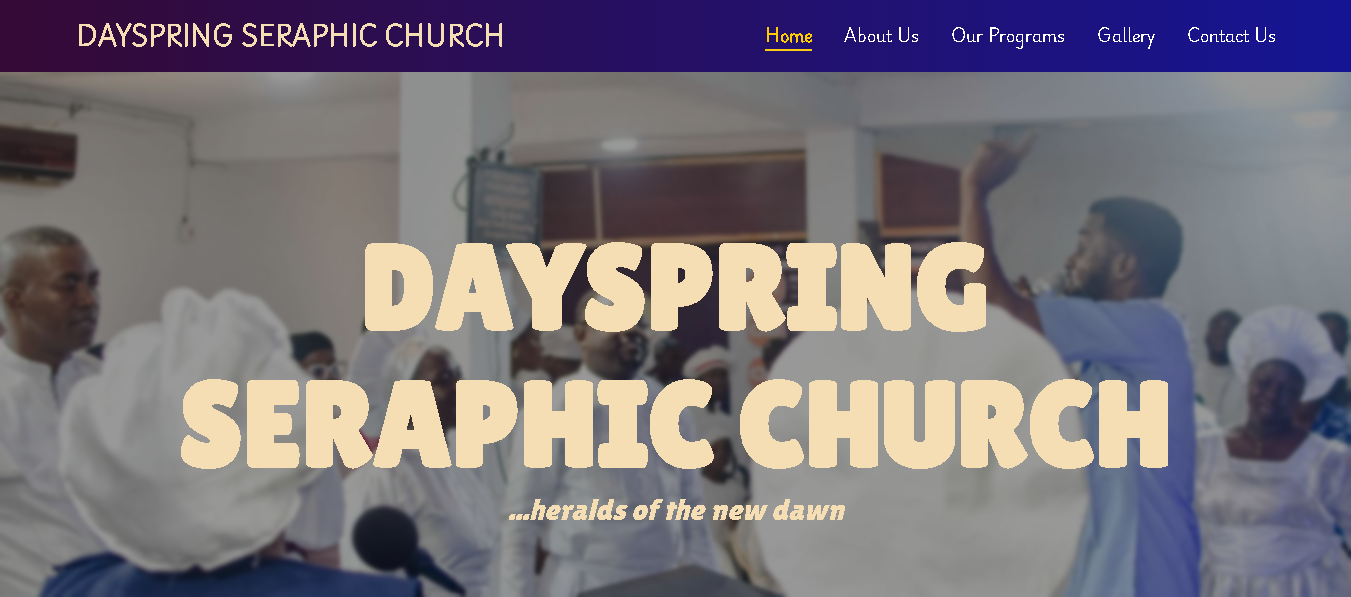 DAYSPRING SERAPHIC CHURCH
Home About Us Our Programs Gallery Contact Us
DAYSPRING
SERAPHIC CHURCH
...heralds of the new dawn